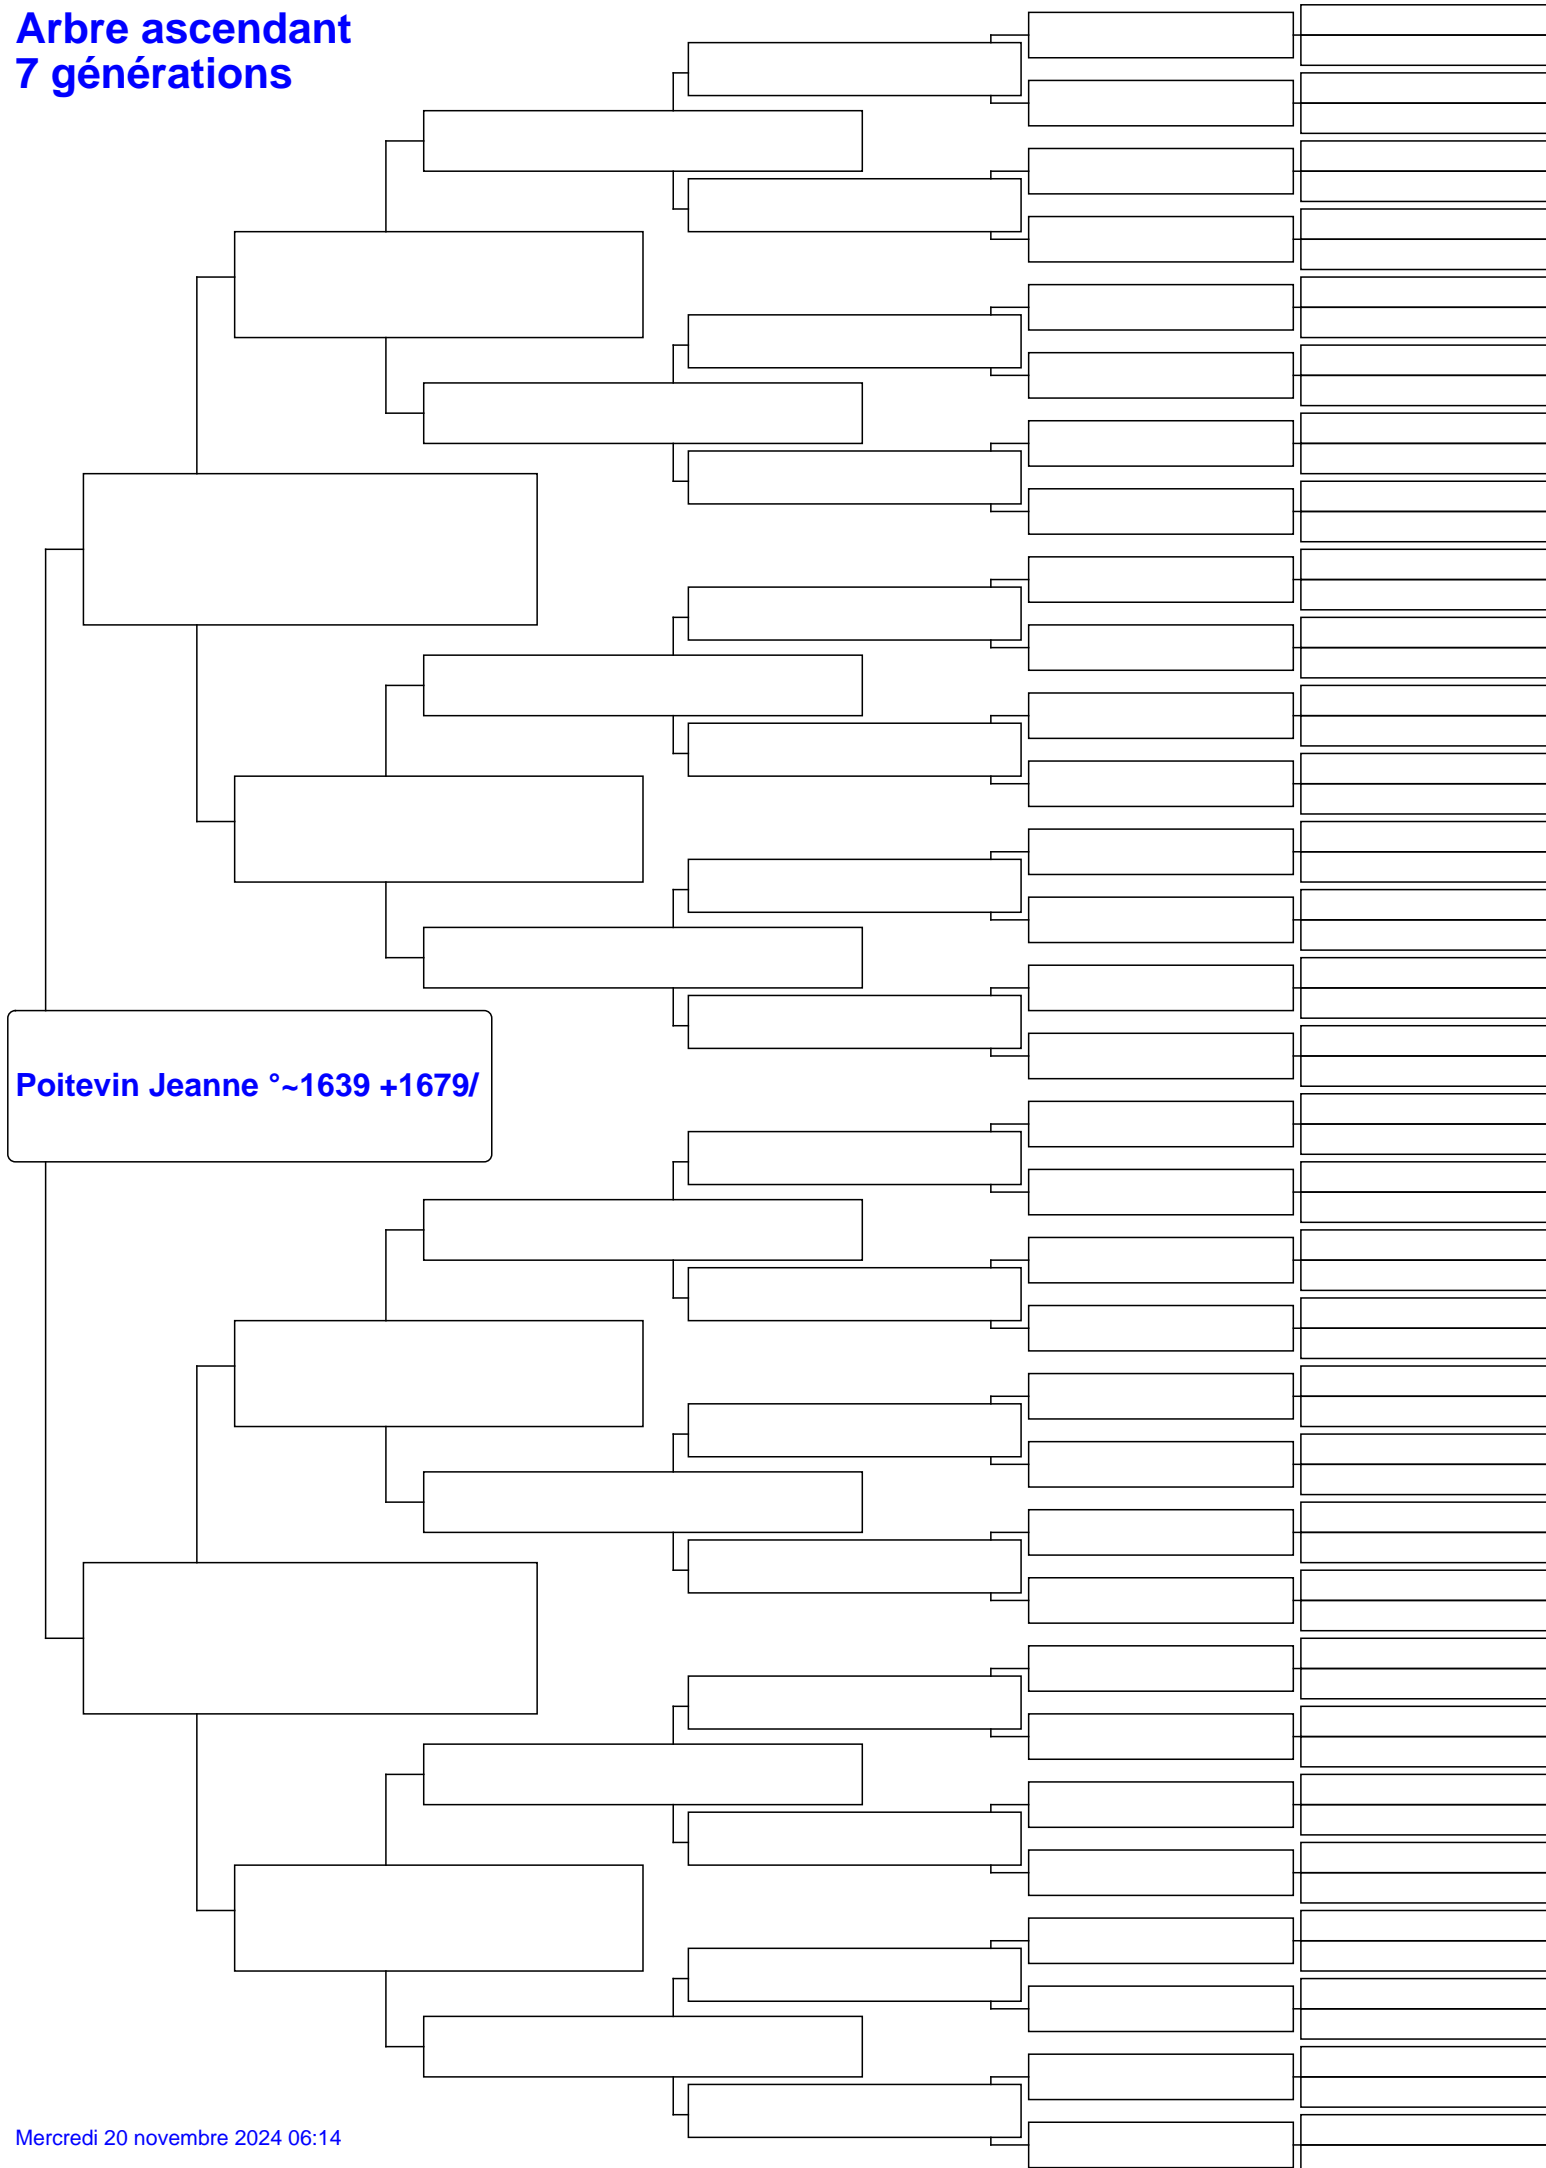 Arbre ascendant
7 générations
Poitevin Jeanne °~1639 +1679/
Mercredi 20 novembre 2024 06:14